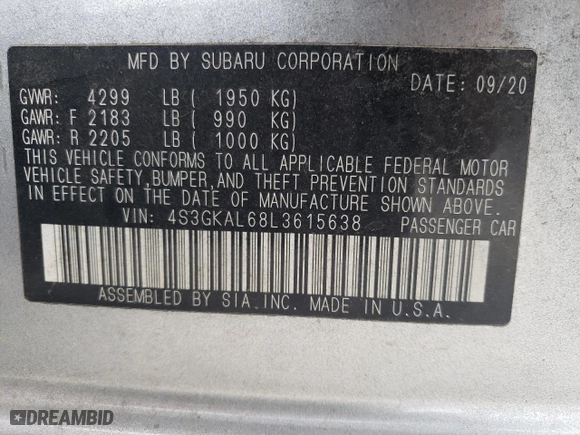 MFD BY SUBARU CORPORATION
DATE: 09/20
GVWR: 4299 LB ( 1950 KG)
GAWR: F 2183 LB ( 990 KG)
GAWR: R 2205 LB ( 1000 KG)
THIS VEHICLE CONFORMS TO ALL APPLICABLE FEDERAL MOTOR
VEHICLE SAFETY,BUMPER,AND THEFT PREVENTION STANDARDS
IN EFFECT ON THE DATE OF MANUFACTURE SHOWN ABOVE.
VIN: 4S3GKAL68L3615638 PASSENGER CAR
ASSEMBLED BY SIA.INC. MADE IN U.S.A.
DREAMBID